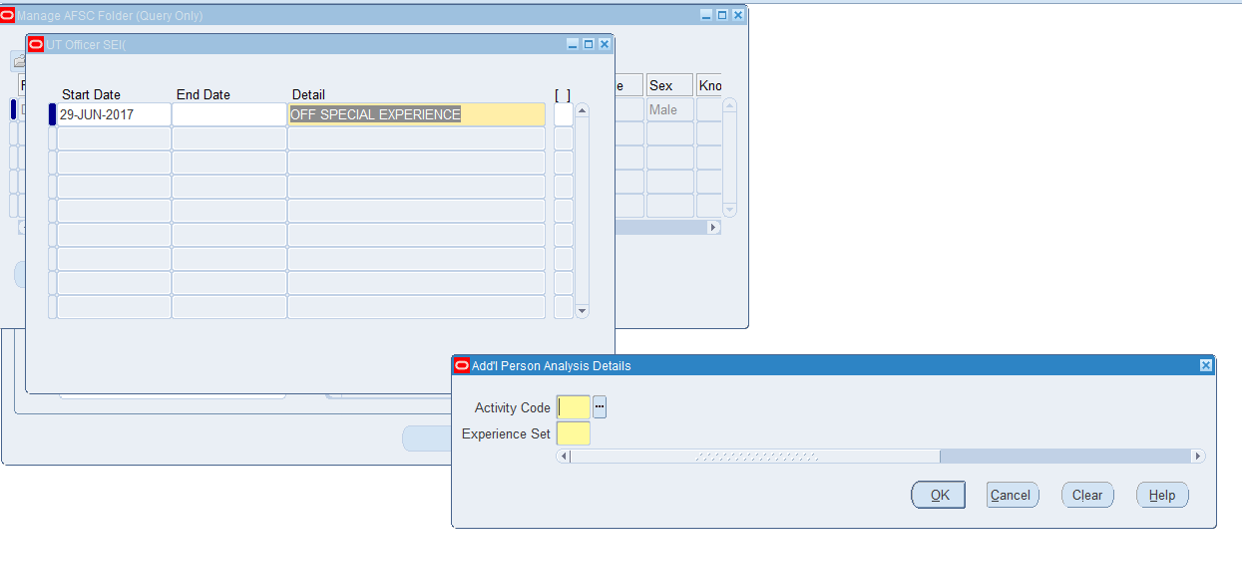 Manage AFSC Folder (Query Only)
UT Officer SEI(
Sex
Kno
Male
Start Date
End Date
Detail
[ ]
29-JUN-2017
OFF SPECIAL EXPERIENCE
Add'l Person Analysis Details
Activity Code
...
Experience Set
OK
Cancel
Clear
Help